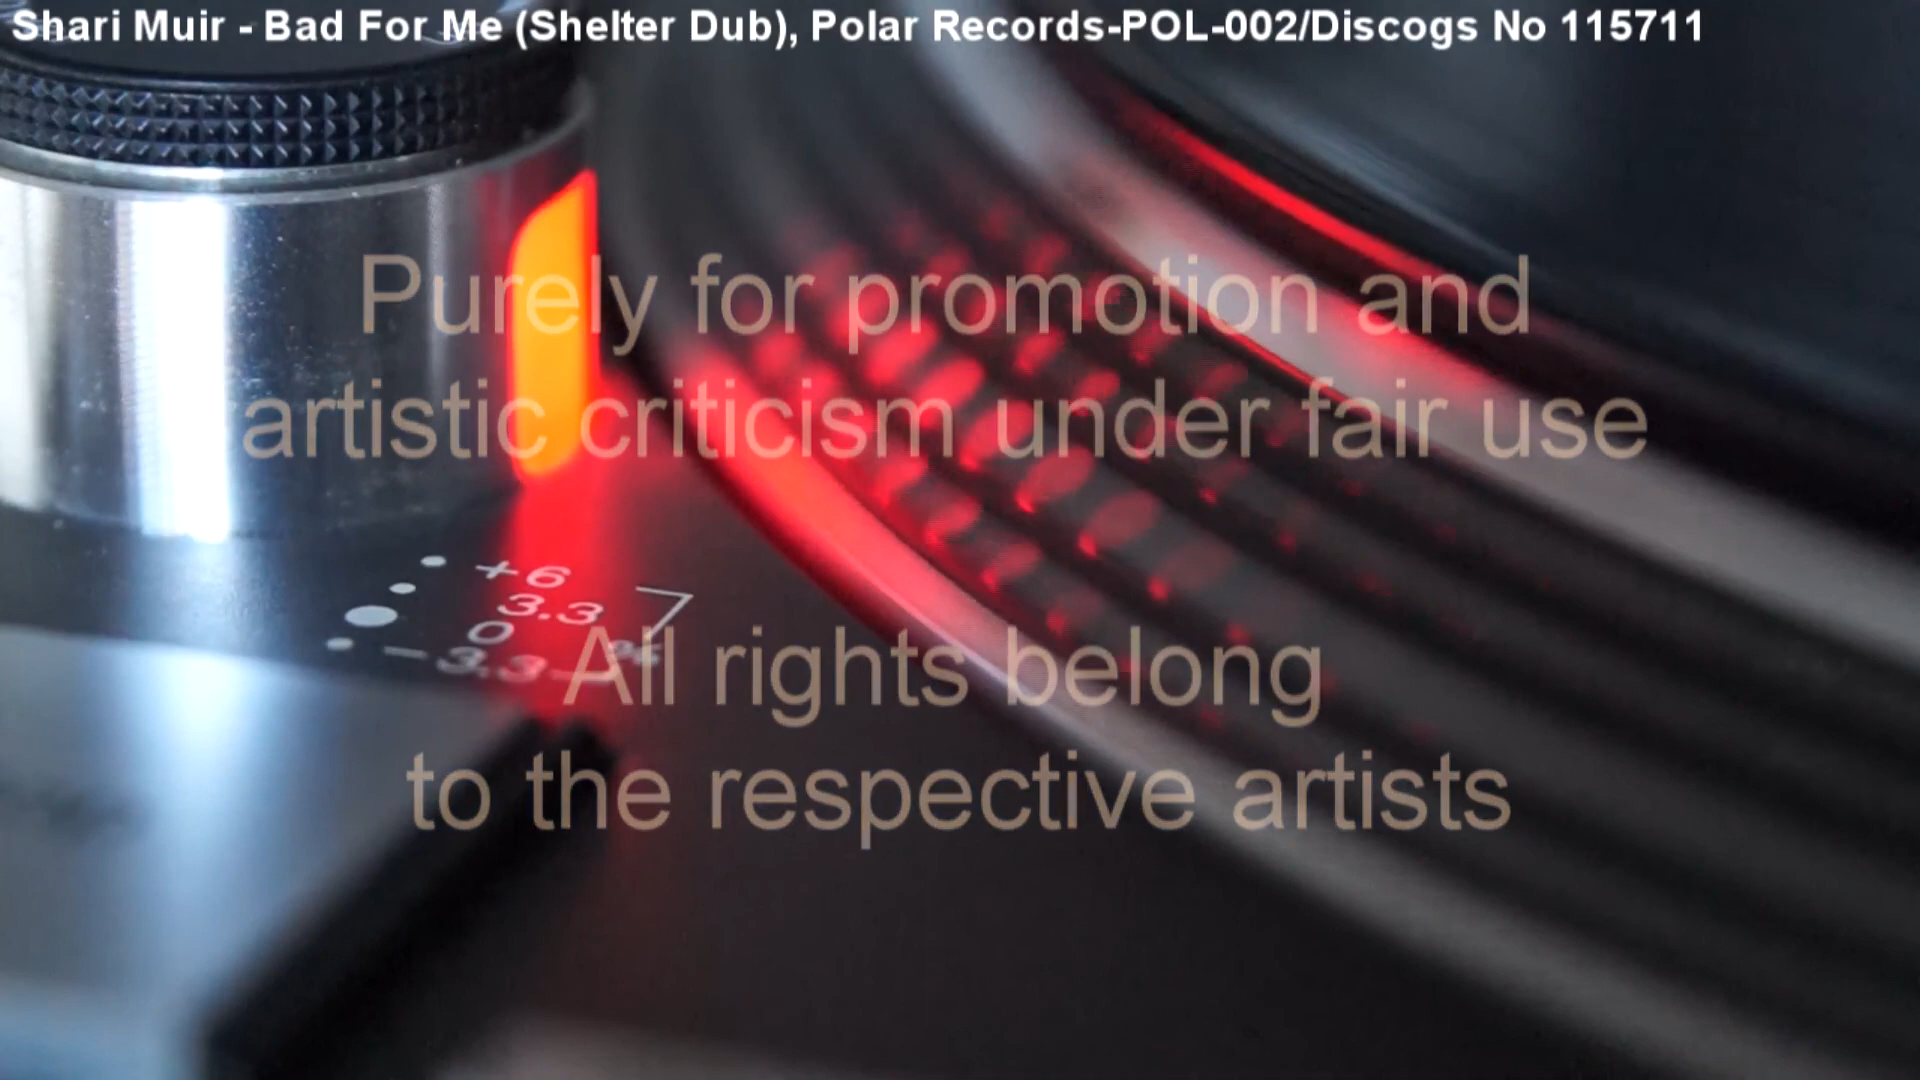 Shari Muir - Bad For Me (Shelter Dub), Polar Records-POL-002/Discogs No 115711
Purely for promotion and
artistic criticism under fair use
+6
3.3
0
%
-3.3
All rights belong
to the respective artists